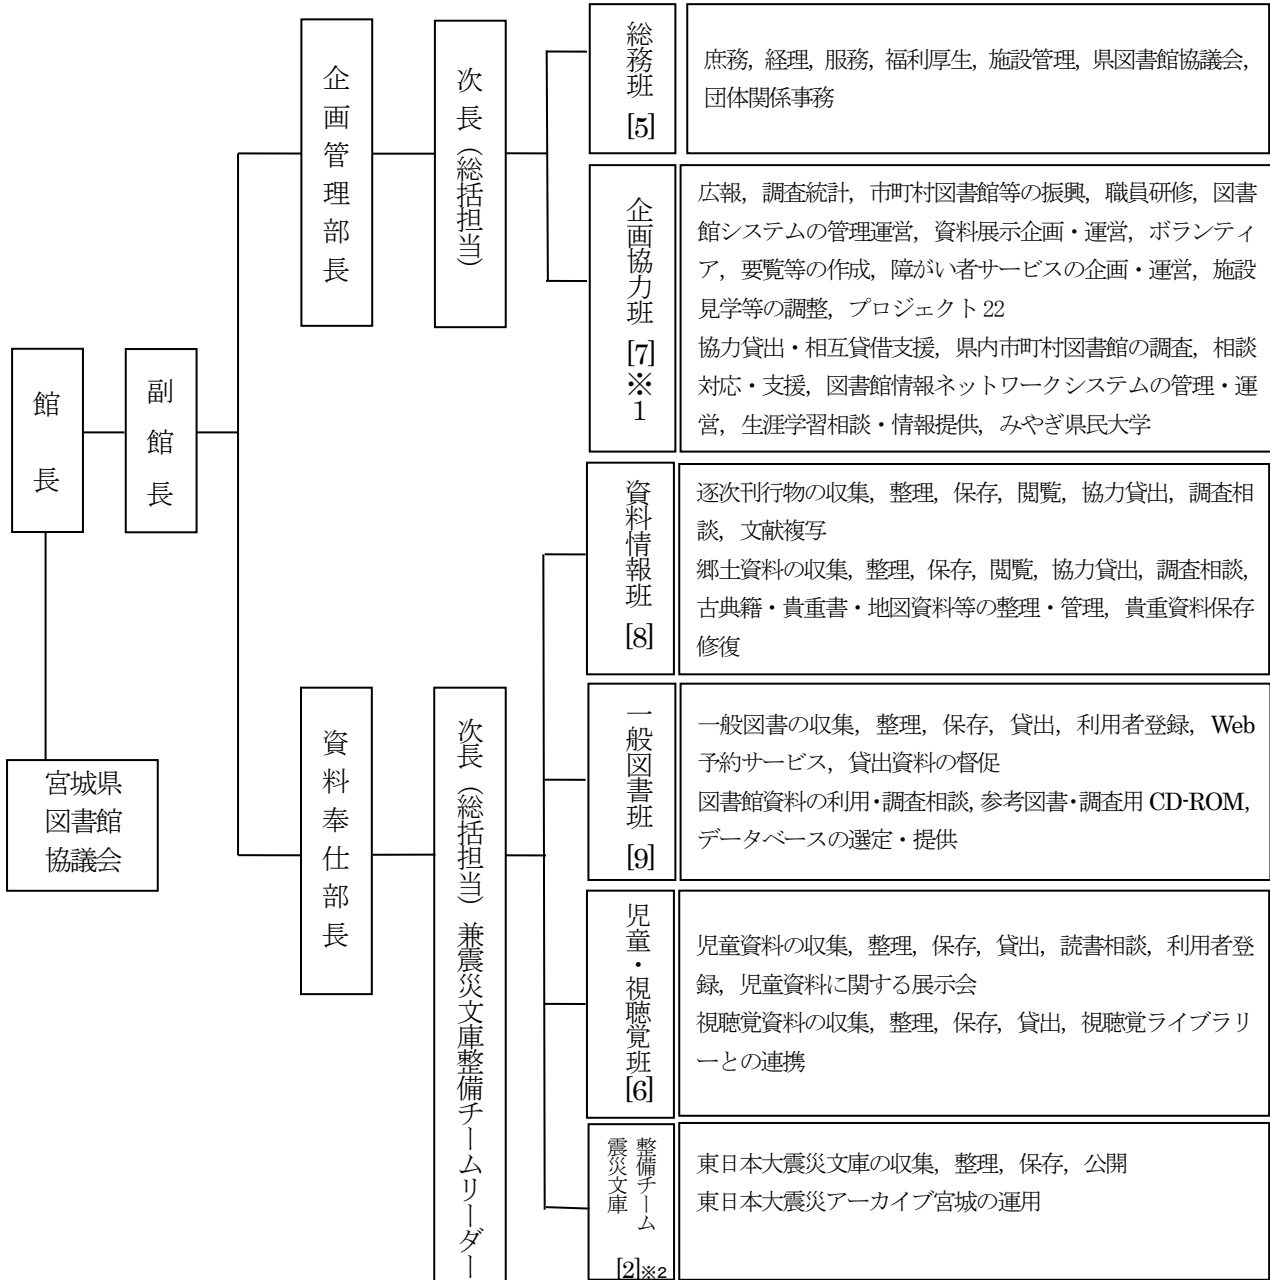 館長
副館長
宮城県
図書館
協議会
企画管理部長
次長（総括担当）
総務班
[5]
庶務, 経理, 服務, 福利厚生, 施設管理, 県図書館協議会,
団体関係事務
企画協力班
[7]
※
1
広報, 調査統計, 市町村図書館等の振興, 職員研修, 図書
館システムの管理運営, 資料展示企画・運営, ボランティ
ア, 要覧等の作成, 障がい者サービスの企画・運営, 施設
見学等の調整, プロジェクト 22
協力貸出・相互貸借支援, 県内市町村図書館の調査, 相談
対応・支援, 図書館情報ネットワークシステムの管理・運
営, 生涯学習相談・情報提供, みやぎ県民大学
資料奉仕部長
次長（総括担当）兼震災文庫整備チームリーダー
資料情報班
[8]
逐次刊行物の収集, 整理, 保存, 閲覧, 協力貸出, 調査相
談, 文献複写
郷土資料の収集, 整理, 保存, 閲覧, 協力貸出, 調査相談,
古典籍・貴重書・地図資料等の整理・管理, 貴重資料保存
修復
一般図書班
[9]
一般図書の収集, 整理, 保存, 貸出, 利用者登録, Web
予約サービス, 貸出資料の督促
図書館資料の利用・調査相談, 参考図書・調査用 CD-ROM,
データベースの選定・提供
児童・視聴覚班
[6]
児童資料の収集, 整理, 保存, 貸出, 読書相談, 利用者登
録, 児童資料に関する展示会
視聴覚資料の収集, 整理, 保存, 貸出, 視聴覚ライブラリ
ーとの連携
震災文庫
整備チーム
[2]※2
東日本大震災文庫の収集, 整理, 保存, 公開
東日本大震災アーカイブ宮城の運用